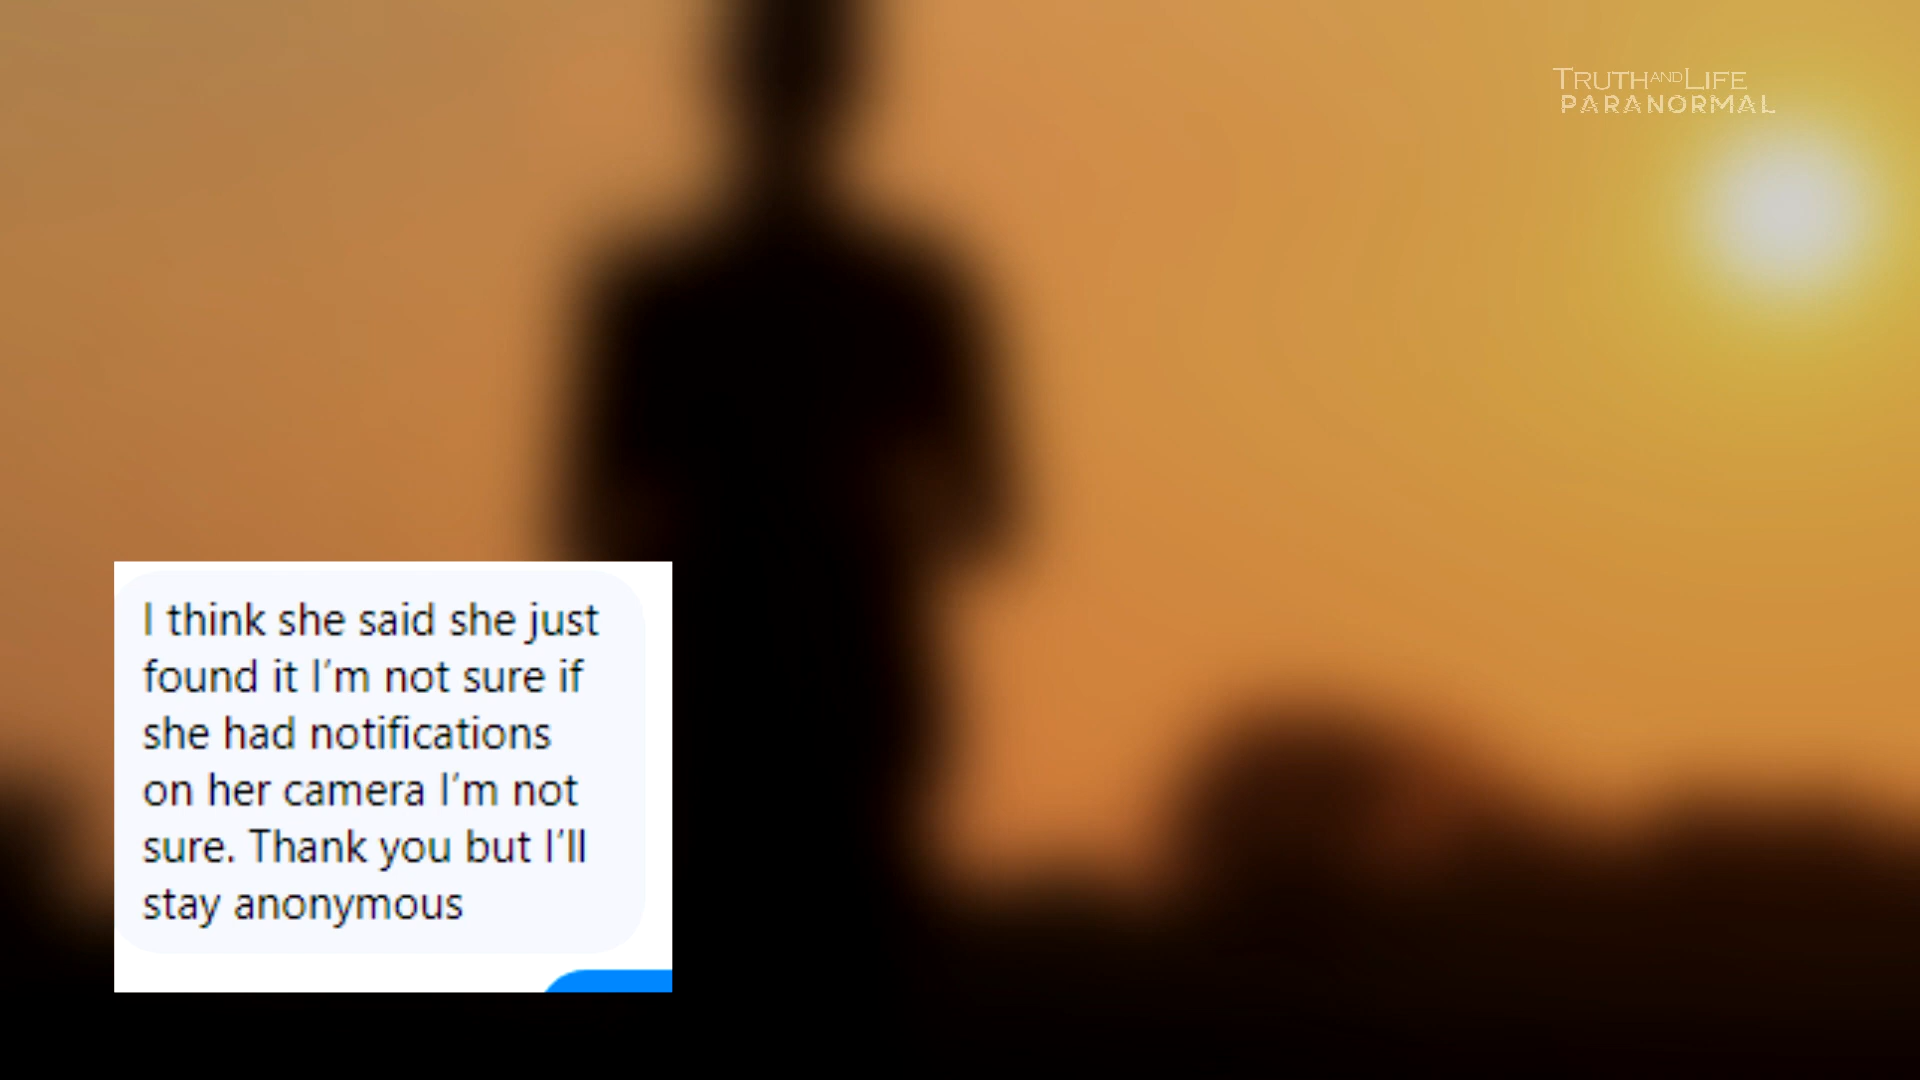 TRUTH AND LIFE
PARANORMAL
I think she said she just
found it I'm not sure if
she had notifications
on her camera I'm not
sure. Thank you but I'll
stay anonymous